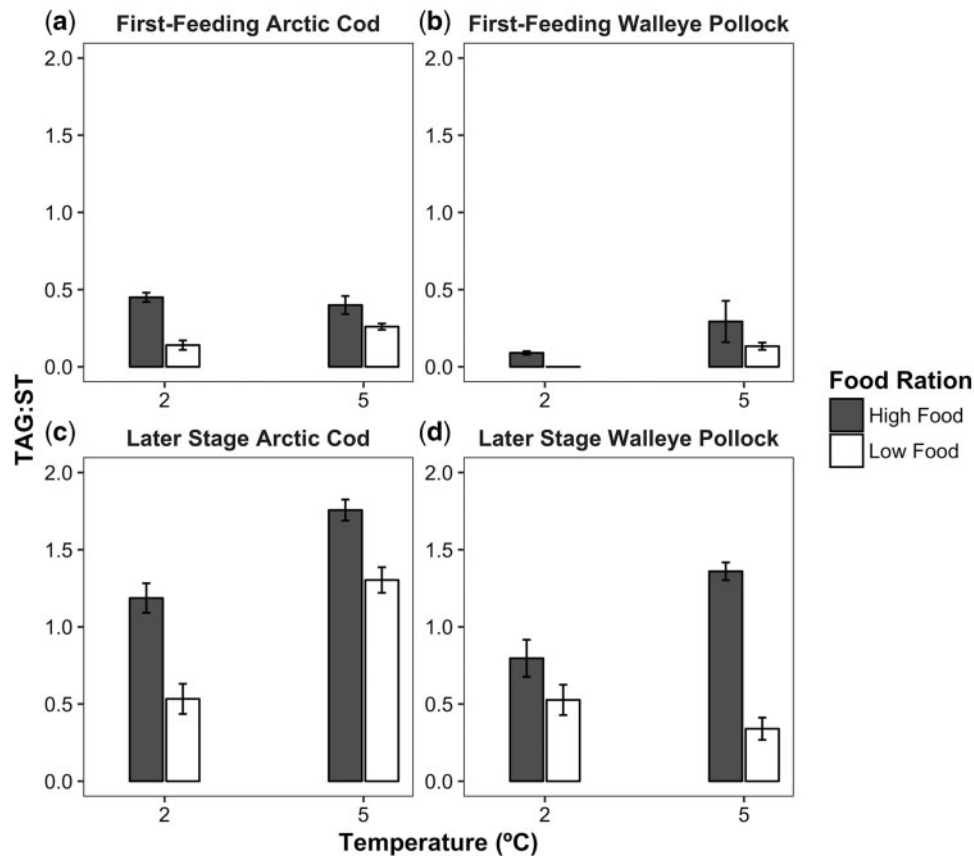 (a) First-Feeding Arctic Cod
(b) First-Feeding Walleye Pollock
2.0
1.5
1.0
0.5
0.0
2 5
2.0
1.5
1.0
0.5
0.0
2 5
(c) Later Stage Arctic Cod
(d) Later Stage Walleye Pollock
2.0
1.5
1.0
0.5
0.0
2 5
2.0
1.5
1.0
0.5
0.0
2 5
TAG:ST
Temperature (ºC)
Food Ration
High Food
Low Food